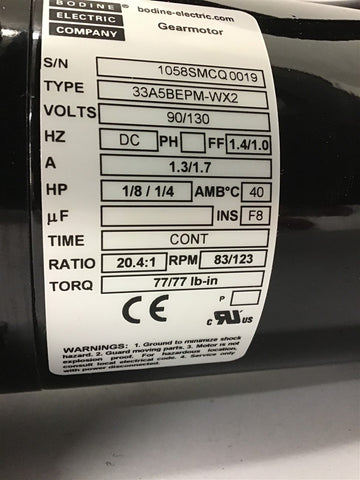 BODINE
ELECTRIC
COMPANY
bodine-electric.com
Gearmotor
S/N 1058SMCQ0019
TYPE 33A5BEPM-WX2
VOLTS 90/130
HZ DC PH FF 1.4/1.0
A 1.3/1.7
HP 1/8 / 1/4 AMB°C 40
μF INS F8
TIME CONT
RATIO 20.4:1 RPM 83/123
TORQ 77/77 lb-in
P
CE c RU us
WARNINGS: 1. Ground to minimize shock
hazard. 2. Guard moving parts. 3. Motor is not
explosion proof. For hazardous location,
consult local electrical code. 4. Service only
with disconnected power.